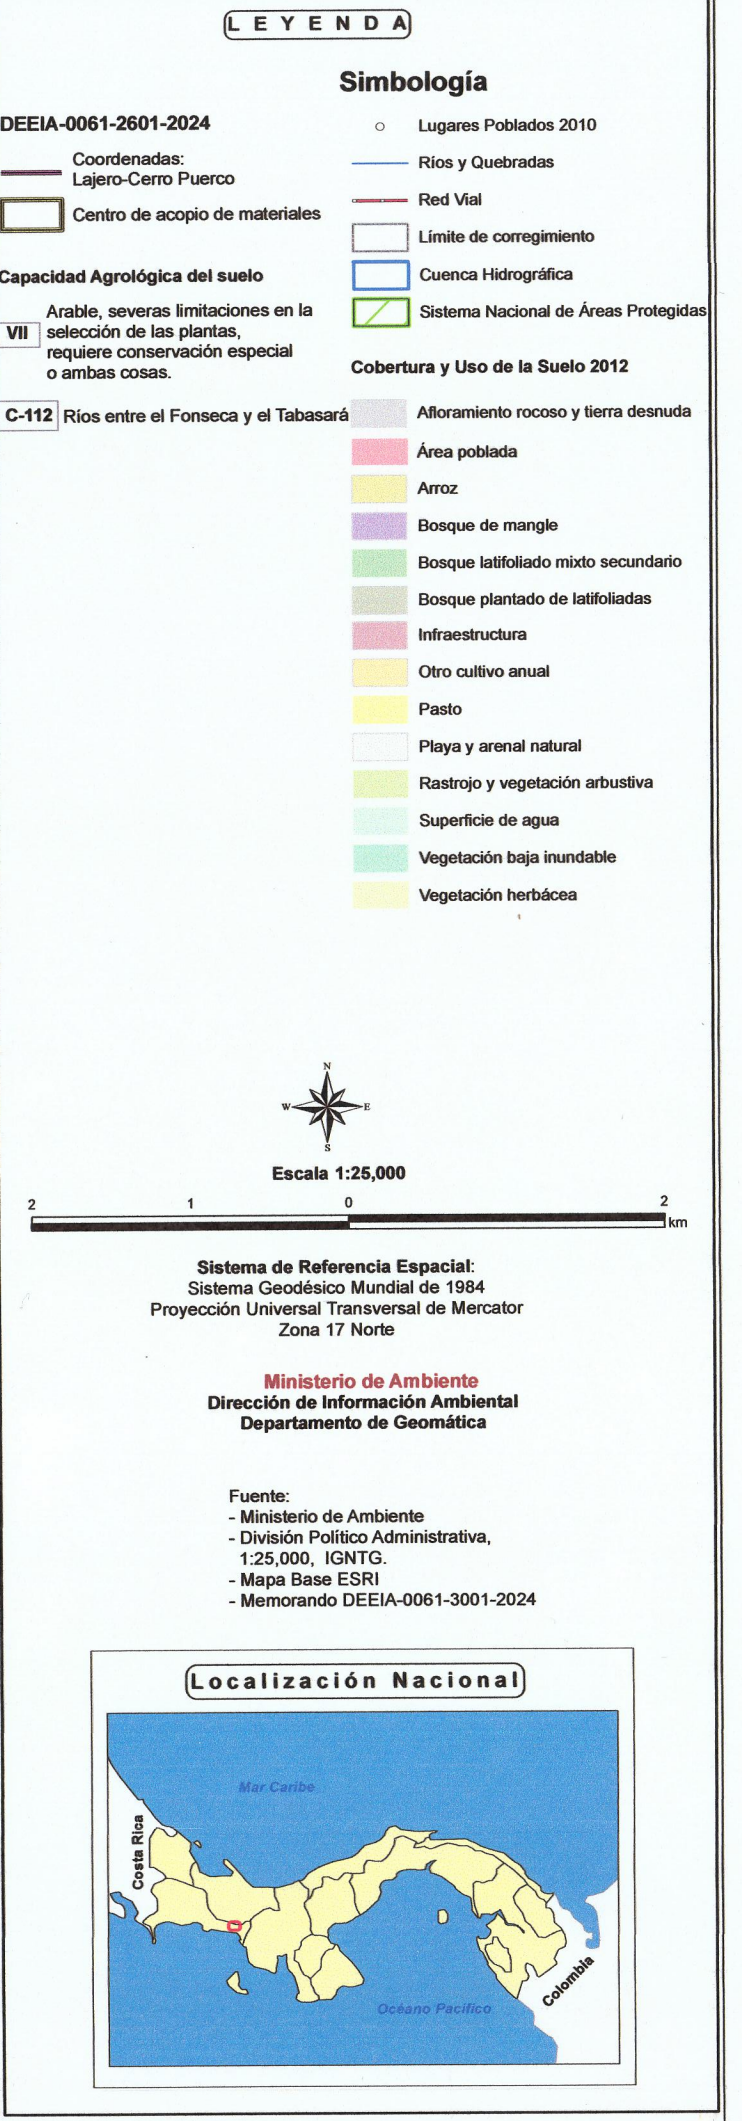 LEYENDA
Simbología
DEEIA-0061-2601-2024
Coordenadas:
Lajero-Cerro Puerco
Centro de acopio de materiales
Capacidad Agrológica del suelo
VII
Arable, severas limitaciones en la
selección de las plantas,
requiere conservación especial
o ambas cosas.
C-112 Ríos entre el Fonseca y el Tabasará
Lugares Poblados 2010
Ríos y Quebradas
Red Vial
Límite de corregimiento
Cuenca Hidrográfica
Sistema Nacional de Áreas Protegidas
Cobertura y Uso de la Suelo 2012
Afloramiento rocoso y tierra desnuda
Área poblada
Arroz
Bosque de mangle
Bosque latifoliado mixto secundario
Bosque plantado de latifoliadas
Infraestructura
Otro cultivo anual
Pasto
Playa y arenal natural
Rastrojo y vegetación arbustiva
Superficie de agua
Vegetación baja inundable
Vegetación herbácea
N
W E
S
Escala 1:25,000
2 1 0 2
km
Sistema de Referencia Espacial:
Sistema Geodésico Mundial de 1984
Proyección Universal Transversal de Mercator
Zona 17 Norte
Ministerio de Ambiente
Dirección de Información Ambiental
Departamento de Geomática
Fuente:
- Ministerio de Ambiente
- División Político Administrativa,
1:25,000, IGNTG.
- Mapa Base ESRI
- Memorando DEEIA-0061-3001-2024
Localización Nacional
Mar Caribe
Costa Rica
Colombia
Océano Pacífico